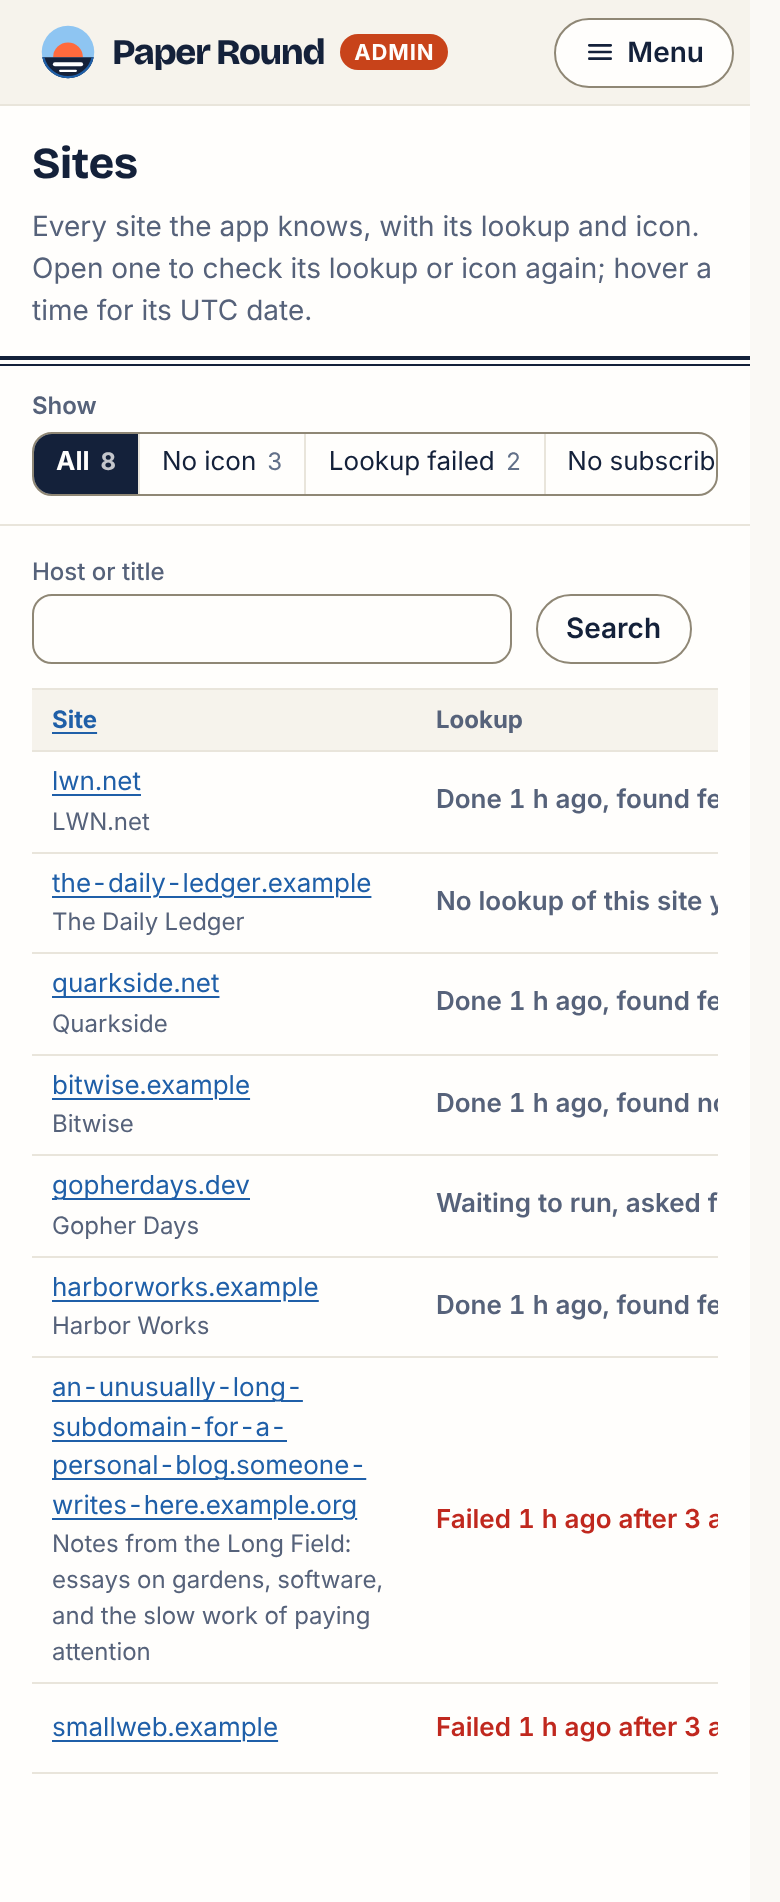 Paper Round ADMIN
Menu
Sites
Every site the app knows, with its lookup and icon.
Open one to check its lookup or icon again; hover a
time for its UTC date.
Show
All 8
No icon 3
Lookup failed 2
No subscrib
Host or title
Search
Site
Lookup
lwn.net
LWN.net
Done 1 h ago, found fe
the-daily-ledger.example
The Daily Ledger
No lookup of this site y
quarkside.net
Quarkside
Done 1 h ago, found fe
bitwise.example
Bitwise
Done 1 h ago, found no
gopherdays.dev
Gopher Days
Waiting to run, asked f
harborworks.example
Harbor Works
Done 1 h ago, found fe
an-unusually-long-
subdomain-for-a-
personal-blog.someone-
writes-here.example.org
Notes from the Long Field:
essays on gardens, software,
and the slow work of paying
attention
Failed 1 h ago after 3 a
smallweb.example
Failed 1 h ago after 3 a